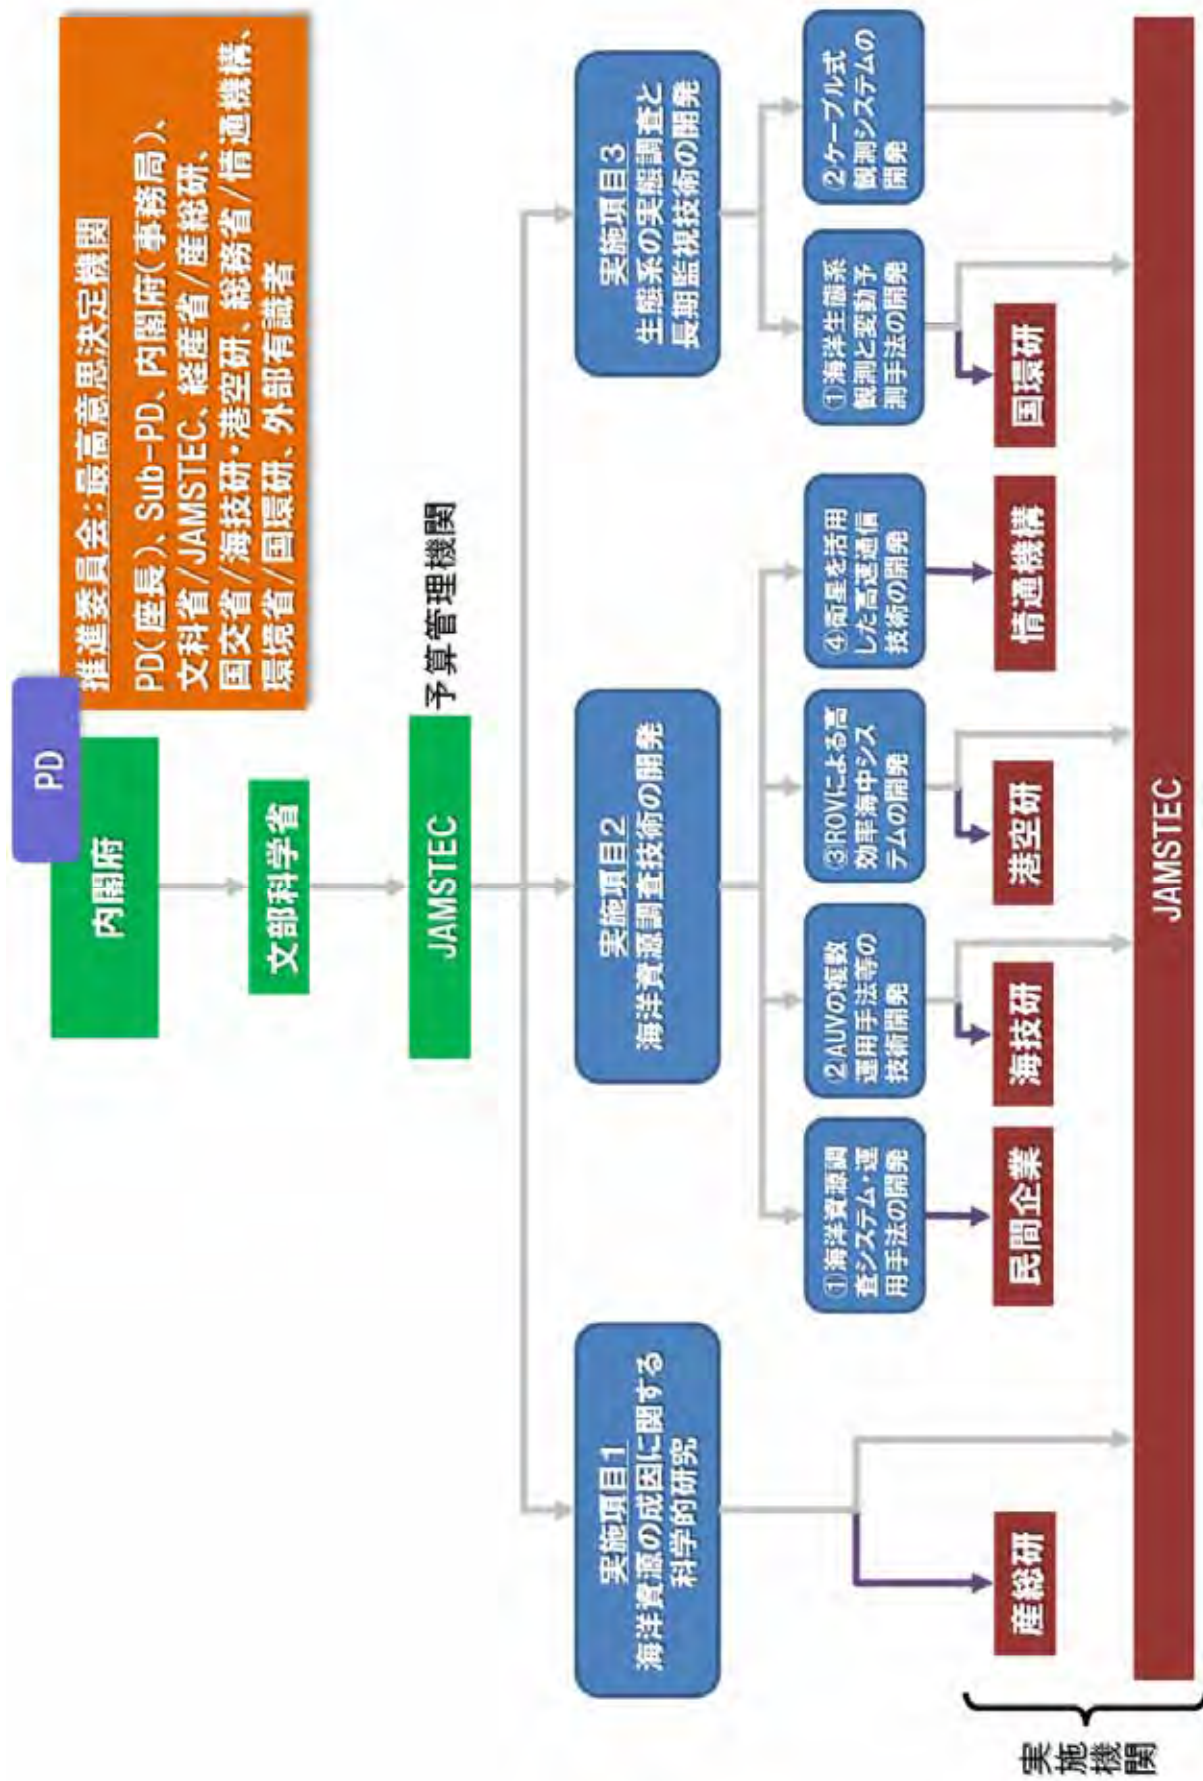 PD
内閣府
推進委員会:最高意思決定機関
PD(座長)、Sub-PD、内閣府(事務局)、
文科省/JAMSTEC、経産省/産総研、
国交省/海技研・港空研、総務省/情通機構、
環境省/国環研、外部有識者
文部科学省
JAMSTEC
予算管理機関
実施項目1
海洋資源の成因に関する
科学的研究
実施項目2
海洋資源調査技術の開発
実施項目3
生態系の実態調査と
長期監視技術の開発
①海洋資源調
査システム・運
用手法の開発
②AUVの複数
運用手法等の
技術開発
③ROVによる高
効率海中シス
テムの開発
④衛星を活用
した高速通信
技術の開発
①海洋生態系
観測と変動予
測手法の開発
②ケーブル式
観測システムの
開発
実施機関
産総研
民間企業
海技研
港空研
情通機構
国環研
JAMSTEC